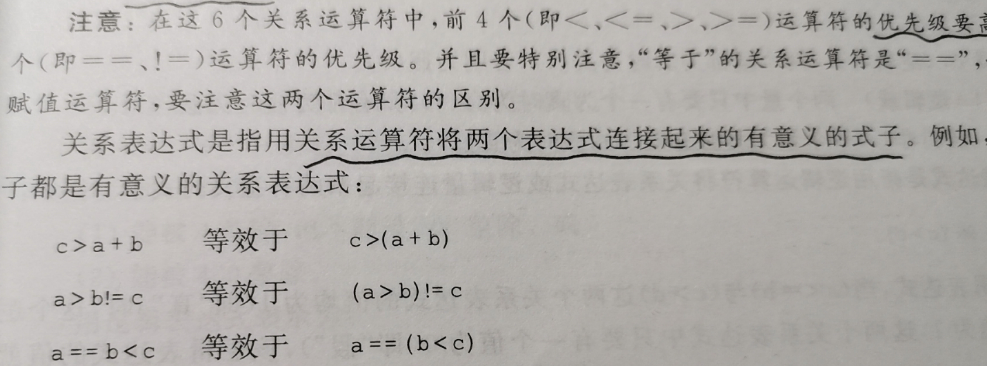 注意：在这6个关系运算符中,前4个(即<、<=、>、>=)运算符的优先级要高
个(即==、!=)运算符的优先级。并且要特别注意,“等于”的关系运算符是“==”,
赋值运算符,要注意这两个运算符的区别。
关系表达式是指用关系运算符将两个表达式连接起来的有意义的式子。例如,
子都是有意义的关系表达式：
c>a+b 等效于 c>(a+b)
a>b!=c 等效于 (a>b)!=c
a==b<c 等效于 a==(b<c)